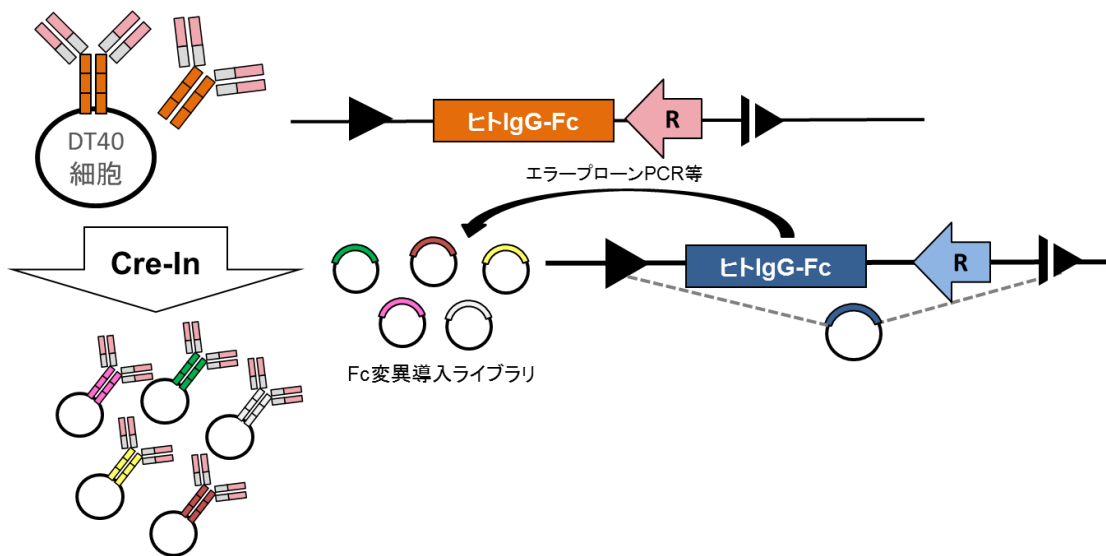 DT40
細胞
ヒトIgG-Fc
R
エラープローンPCR等
Cre-In
ヒトIgG-Fc
R
Fc変異導入ライブラリ